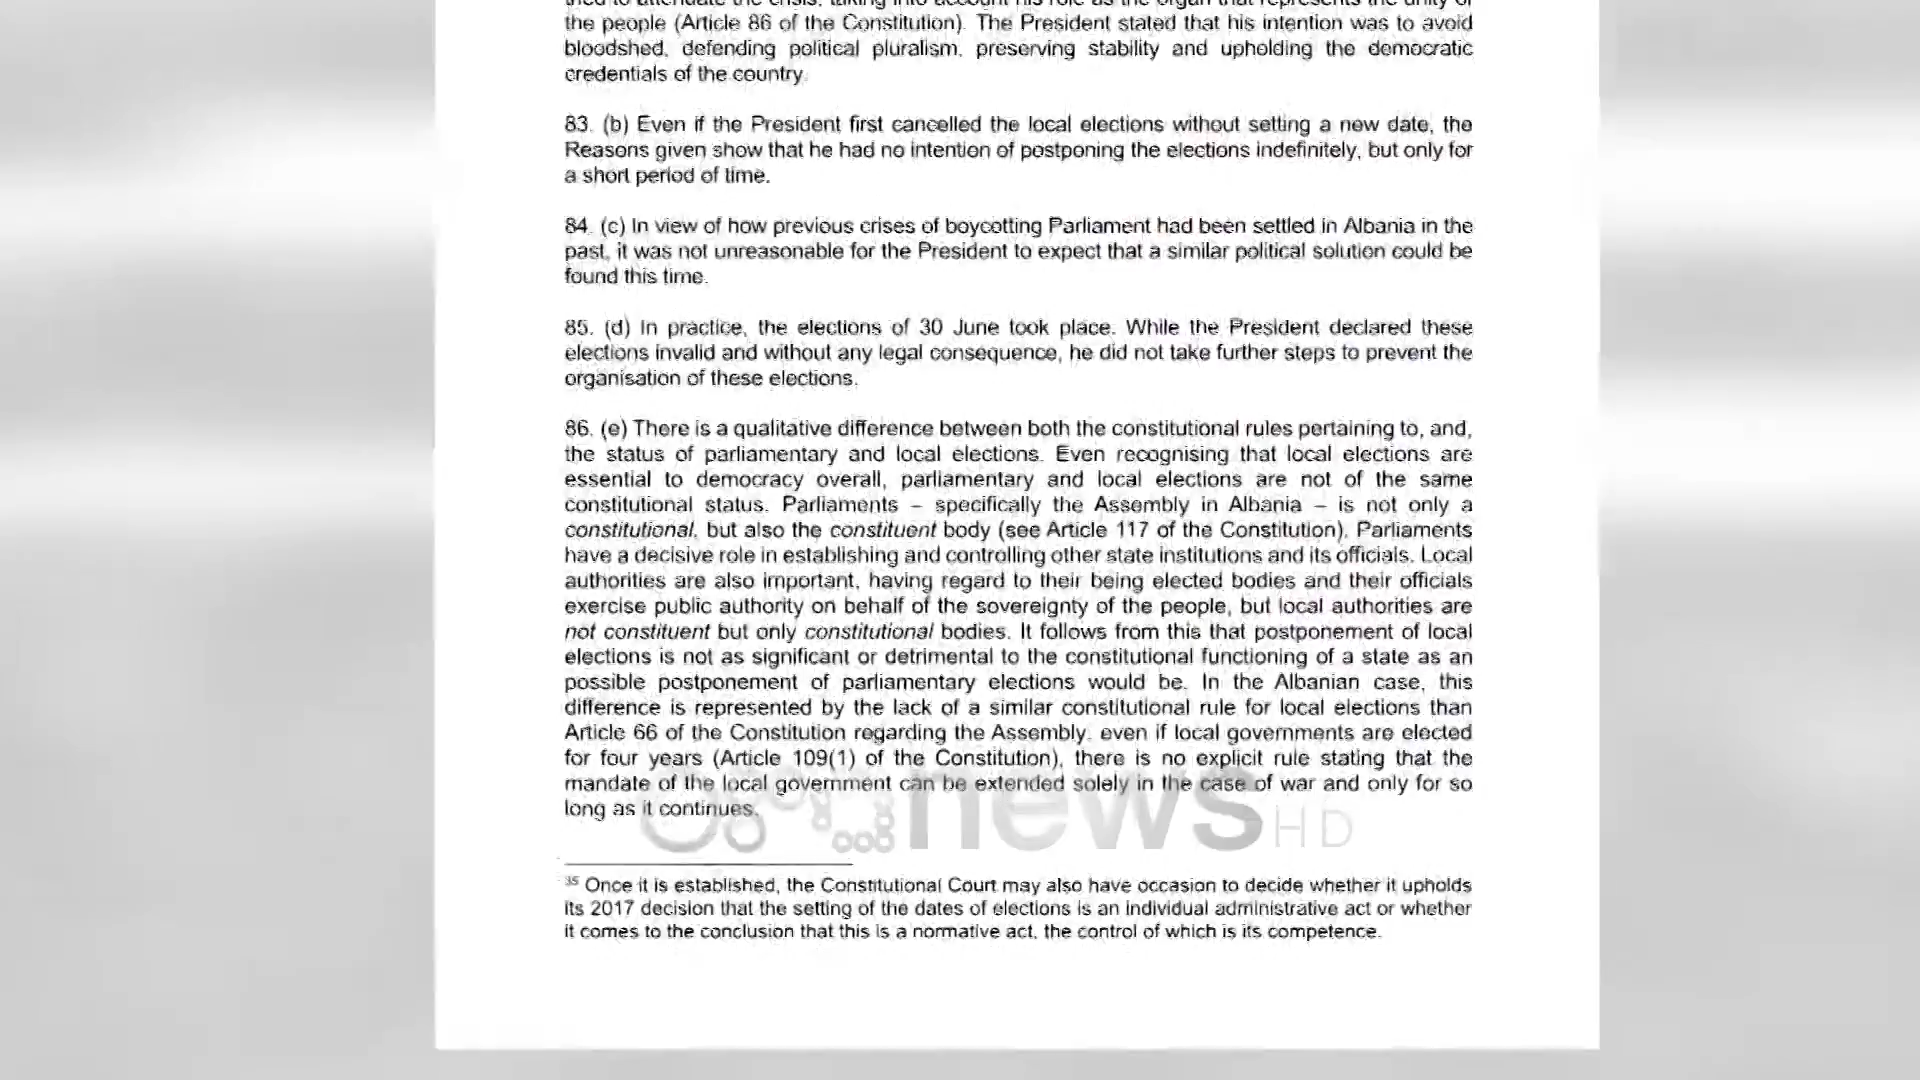 tried to attenuate the crisis, taking into account his role as the organ that represents the unity of
the people (Article 86 of the Constitution). The President stated that his intention was to avoid
bloodshed, defending political pluralism, preserving stability and upholding the democratic
credentials of the country.
83. (b) Even if the President first cancelled the local elections without setting a new date, the
Reasons given show that he had no intention of postponing the elections indefinitely, but only for
a short period of time.
84. (c) In view of how previous crises of boycotting Parliament had been settled in Albania in the
past, it was not unreasonable for the President to expect that a similar political solution could be
found this time.
85. (d) In practice, the elections of 30 June took place. While the President declared these
elections invalid and without any legal consequence, he did not take further steps to prevent the
organisation of these elections.
86. (e) There is a qualitative difference between both the constitutional rules pertaining to, and,
the status of parliamentary and local elections. Even recognising that local elections are
essential to democracy overall, parliamentary and local elections are not of the same
constitutional status. Parliaments – specifically the Assembly in Albania – is not only a
constitutional, but also the constituent body (see Article 117 of the Constitution). Parliaments
have a decisive role in establishing and controlling other state institutions and its officials. Local
authorities are also important, having regard to their being elected bodies and their officials
exercise public authority on behalf of the sovereignty of the people, but local authorities are
not constituent but only constitutional bodies. It follows from this that postponement of local
elections is not as significant or detrimental to the constitutional functioning of a state as an
possible postponement of parliamentary elections would be. In the Albanian case, this
difference is represented by the lack of a similar constitutional rule for local elections than
Article 66 of the Constitution regarding the Assembly, even if local governments are elected
for four years (Article 109(1) of the Constitution), there is no explicit rule stating that the
mandate of the local government can be extended solely in the case of war and only for so
long as it continues.
news HD
35 Once it is established, the Constitutional Court may also have occasion to decide whether it upholds
its 2017 decision that the setting of the dates of elections is an individual administrative act or whether
it comes to the conclusion that this is a normative act, the control of which is its competence.